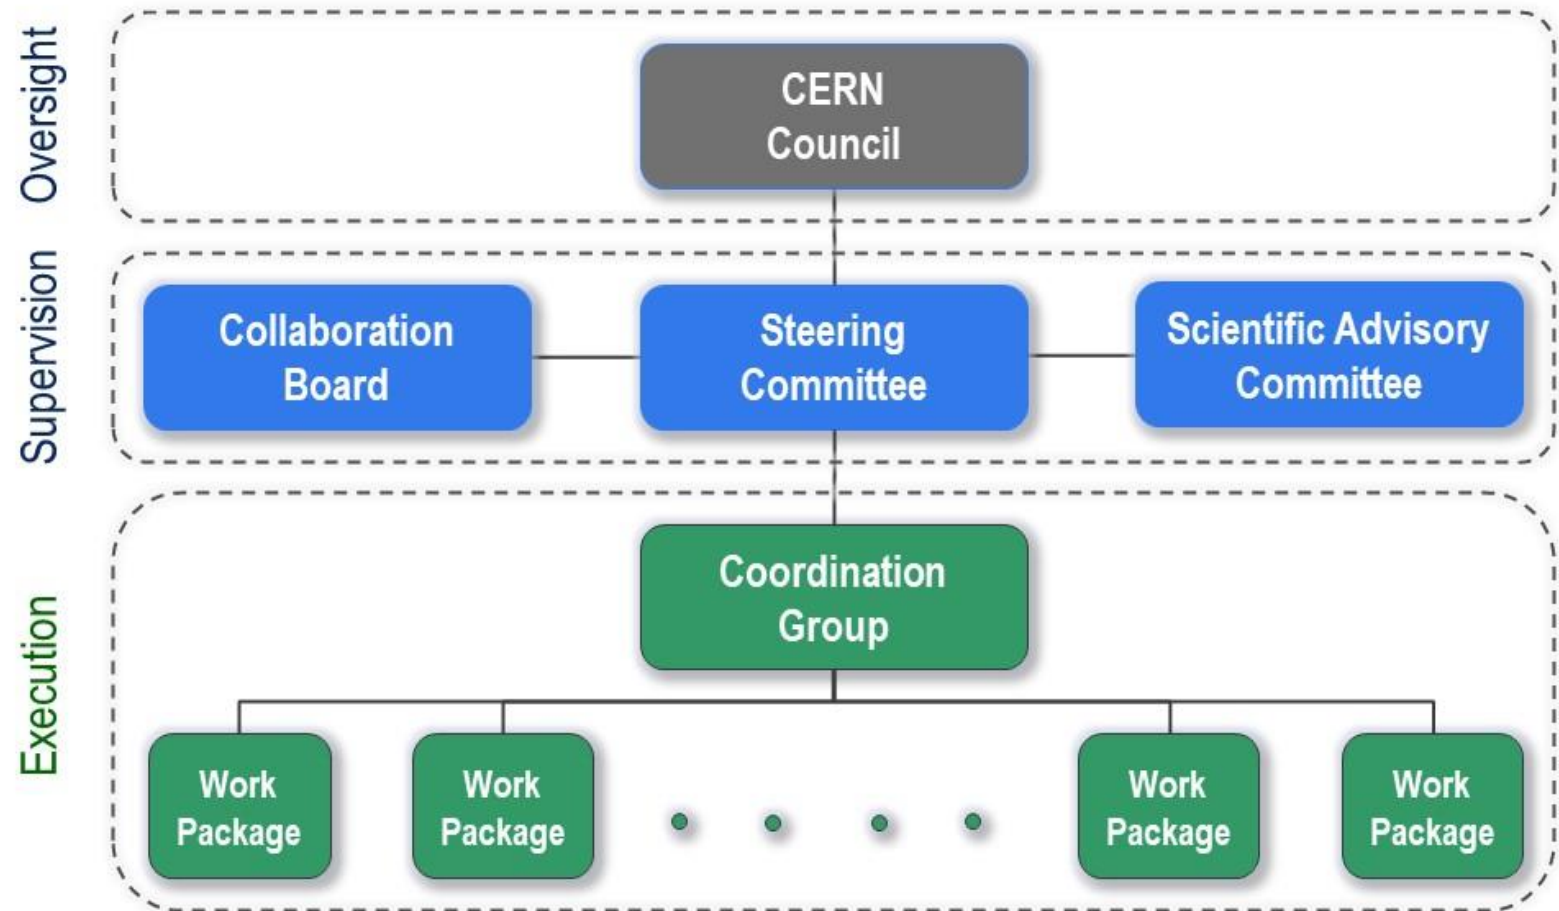 Oversight
CERN
Council
Supervision
Collaboration
Board
Steering
Committee
Scientific Advisory
Committee
Execution
Coordination
Group
Work
Package
Work
Package
Work
Package
Work
Package